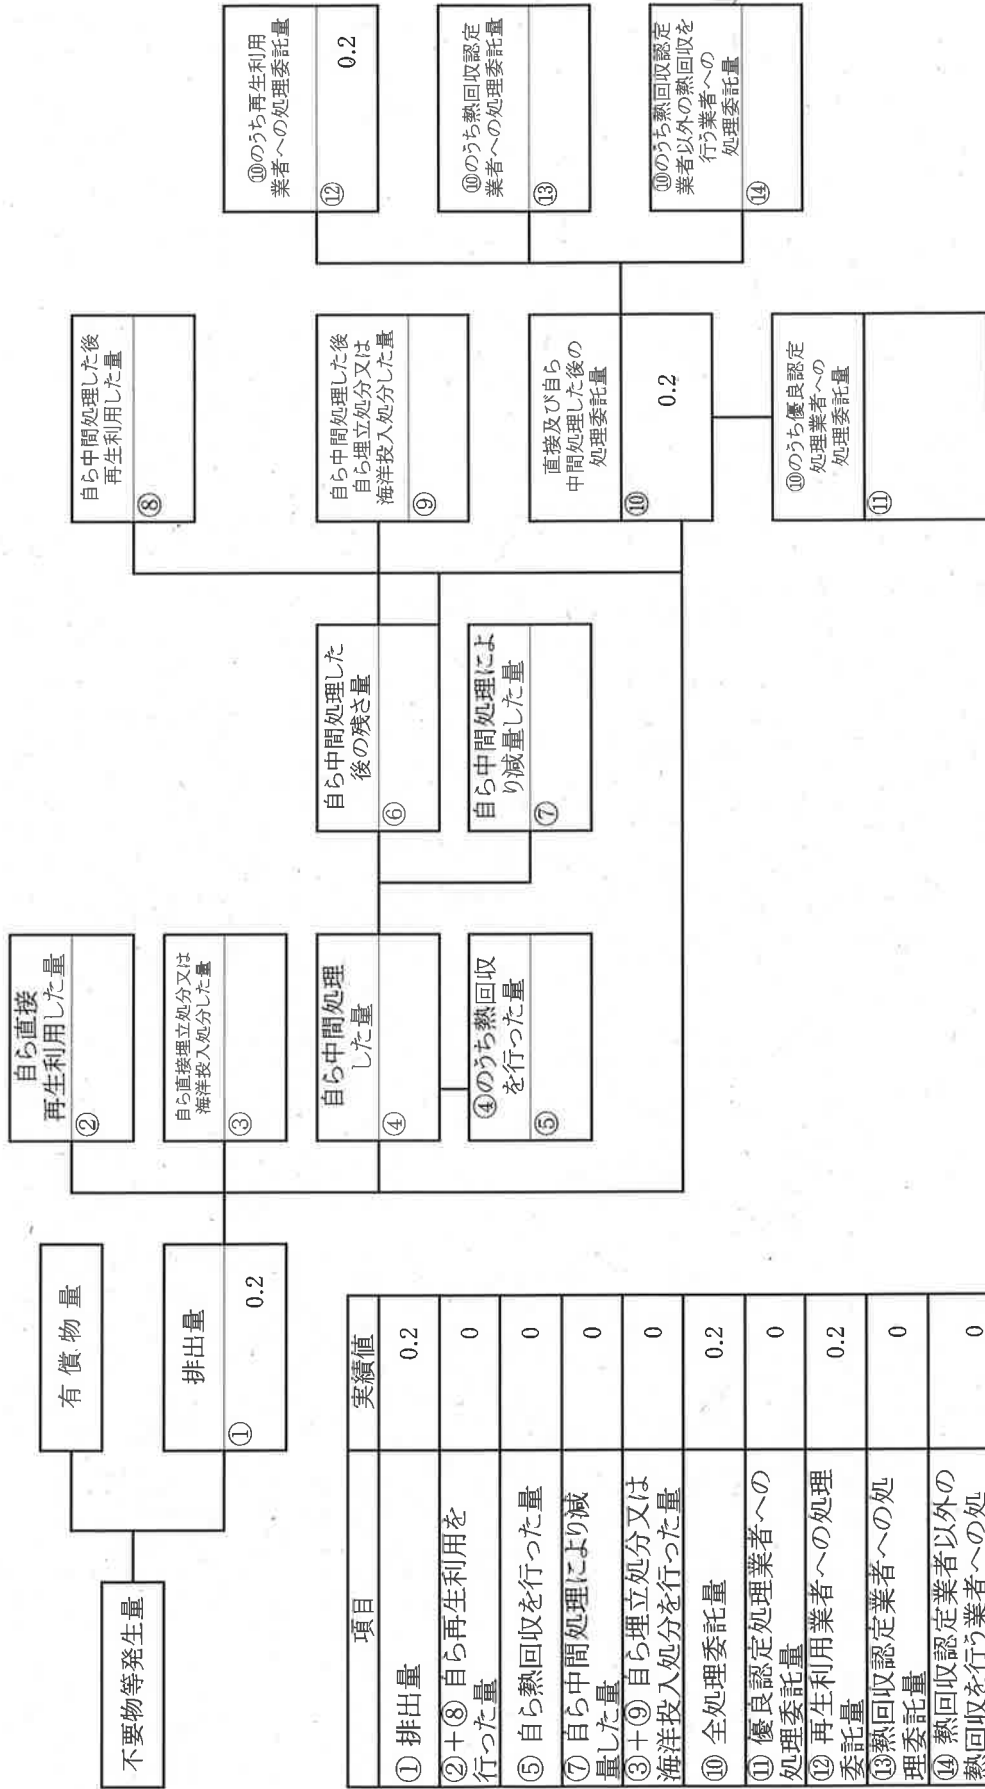 不要物等発生量
有償物量
排出量
①
0.2
自ら直接
再生利用した量
②
自ら直接埋立処分又は
海洋投入処分した量
③
自ら中間処理
した量
④
④のうち熱回収
を行った量
⑤
自ら中間処理した
後の残さ量
⑥
自ら中間処理によ
り減量した量
⑦
自ら中間処理した後
再生利用した量
⑧
自ら中間処理した後
自ら埋立処分又は
海洋投入処分した量
⑨
直接及び自ら
中間処理した後の
処理委託量
⑩
0.2
⑩のうち優良認定
処理業者への
処理委託量
⑪
⑩のうち再生利用
業者への処理委託量
⑫
0.2
⑩のうち熱回収認定
業者への処理委託量
⑬
⑩のうち熱回収認定
業者以外の熱回収を
行う業者への
処理委託量
⑭
項目 実績値
① 排出量 0.2
②+⑧ 自ら再生利用を
行った量 0
⑤ 自ら熱回収を行った量 0
⑦ 自ら中間処理により減
量した量 0
③+⑨ 自ら埋立処分又は
海洋投入処分を行った量 0
⑩ 全処理委託量 0.2
⑪ 優良認定処理業者への
処理委託量 0
⑫ 再生利用業者への処理
委託量 0.2
⑬熱回収認定業者への処
理委託量 0
⑭ 熱回収認定業者以外の
熱回収を行う業者への処 0